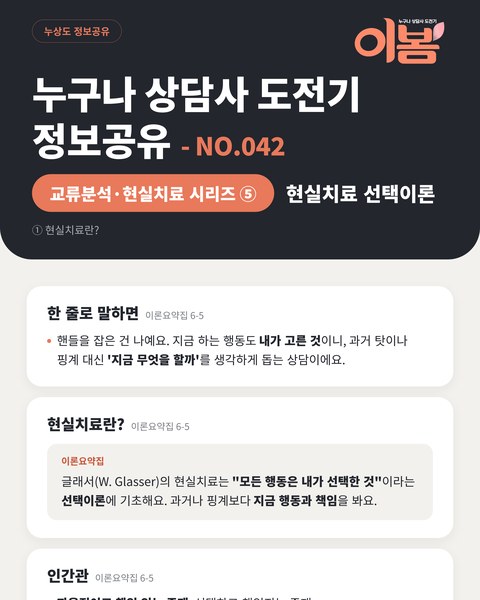 누상도 정보공유
누구나 상담사 도전기
이봄
누구나 상담사 도전기
정보공유 - NO.042
교류분석·현실치료 시리즈 ⑤ 현실치료 선택이론
① 현실치료란?
한 줄로 말하면 이론요약집 6-5
• 핸들을 잡은 건 나예요. 지금 하는 행동도 내가 고른 것이니, 과거 탓이나
핑계 대신 '지금 무엇을 할까'를 생각하게 돕는 상담이에요.
현실치료란? 이론요약집 6-5
이론요약집
글래서(W. Glasser)의 현실치료는 "모든 행동은 내가 선택한 것"이라는
선택이론에 기초해요. 과거나 핑계보다 지금 행동과 책임을 봐요.
인간관 이론요약집 6-5